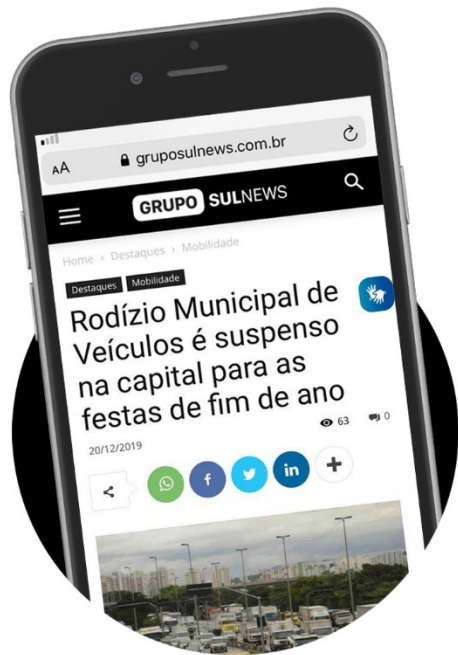 AA gruposulnews.com.br
GRUPO SULNEWS
Home › Destaques › Mobilidade
Destaques Mobilidade
Rodízio Municipal de
Veículos é suspenso
na capital para as
festas de fim de ano
20/12/2019
63 0
f in +